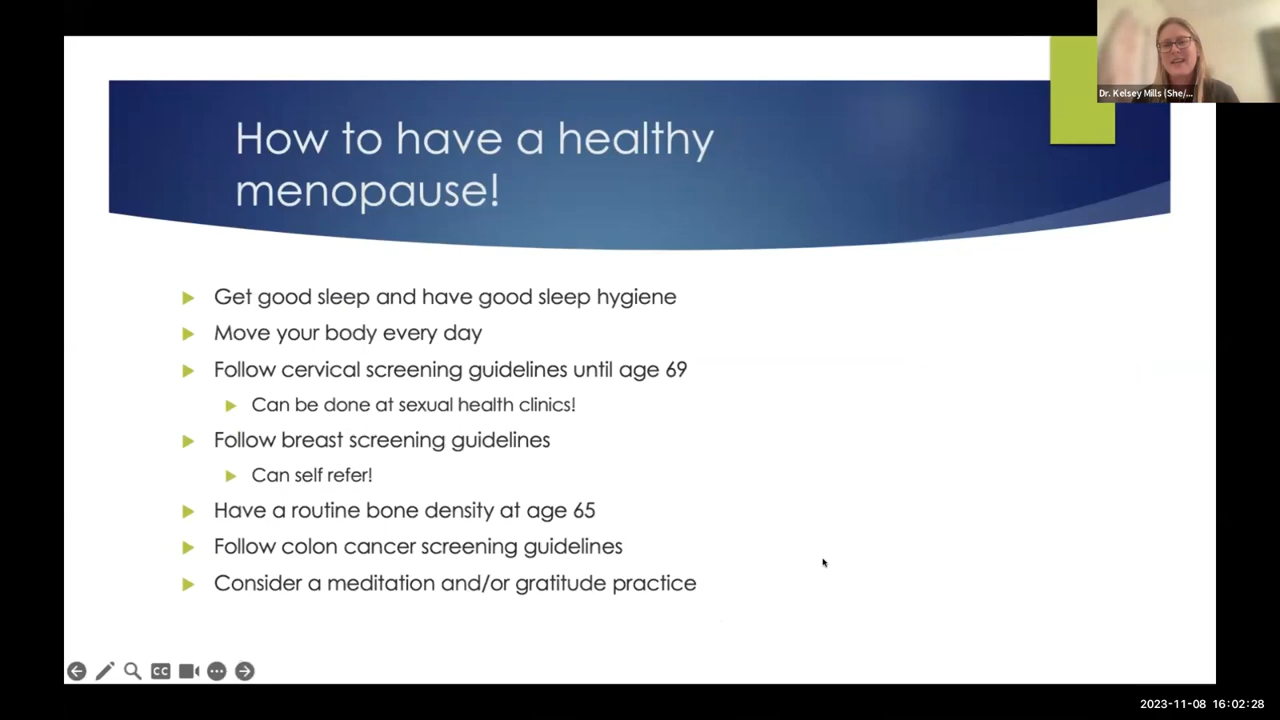 Dr. Kelsey Mills (She/...
How to have a healthy
menopause!
Get good sleep and have good sleep hygiene
Move your body every day
Follow cervical screening guidelines until age 69
Can be done at sexual health clinics!
Follow breast screening guidelines
Can self refer!
Have a routine bone density at age 65
Follow colon cancer screening guidelines
Consider a meditation and/or gratitude practice
CC
2023-11-08 16:02:28